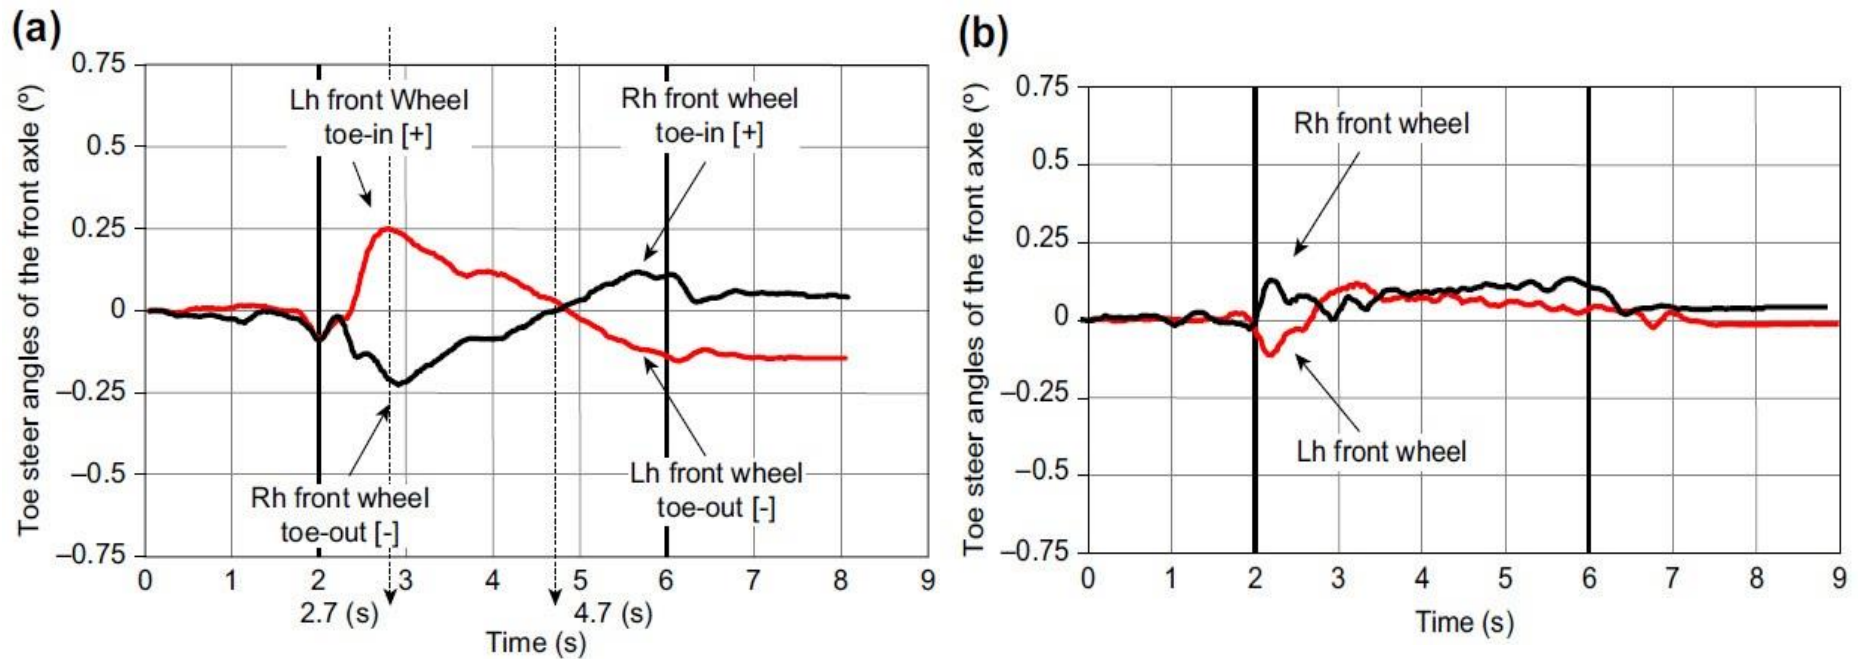 (a)
Toe steer angles of the front axle (º)
0.75
0.5
0.25
0
–0.25
–0.5
–0.75
Lh front Wheel
toe-in [+]
Rh front wheel
toe-in [+]
Rh front wheel
toe-out [-]
Lh front wheel
toe-out [-]
0 1 2 3 4 5 6 7 8 9
2.7 (s)
4.7 (s)
Time (s)
(b)
Toe steer angles of the front axle (º)
0.75
0.5
0.25
0
–0.25
–0.5
–0.75
Rh front wheel
Lh front wheel
0 1 2 3 4 5 6 7 8 9
Time (s)